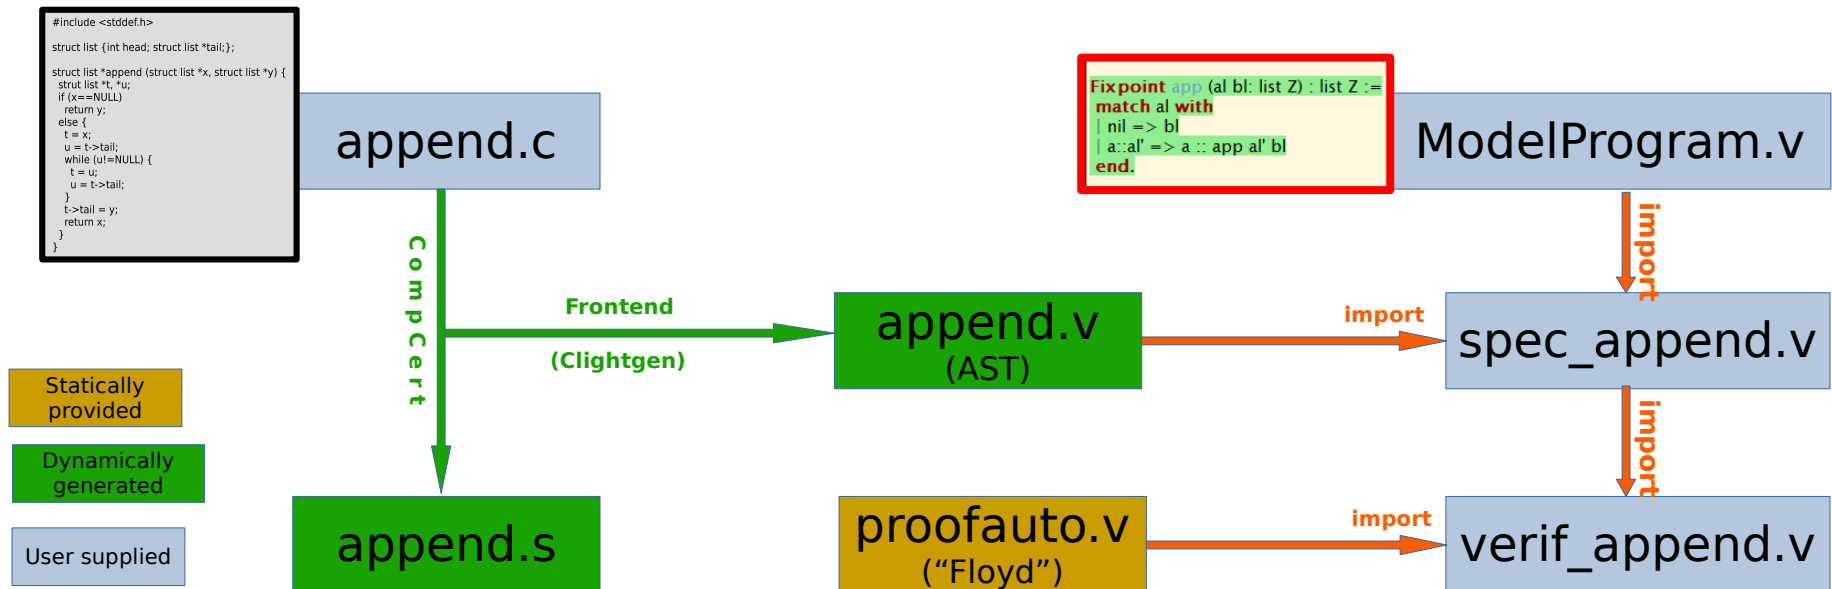 #include <stddef.h>
struct list {int head; struct list *tail;};
struct list *append (struct list *x, struct list *y) {
strut list *t, *u;
if (x==NULL)
return y;
else {
t = x;
u = t->tail;
while (u!=NULL) {
t = u;
u = t->tail;
}
t->tail = y;
return x;
}
}
append.c
Fixpoint app (al bl: list Z) : list Z :=
match al with
| nil => bl
| a::al' => a :: app al' bl
end.
ModelProgram.v
CompCert
import
Frontend
(Clightgen)
append.v
(AST)
import
spec_append.v
Statically
provided
Dynamically
generated
User supplied
import
append.s
proofauto.v
(“Floyd”)
import
verif_append.v